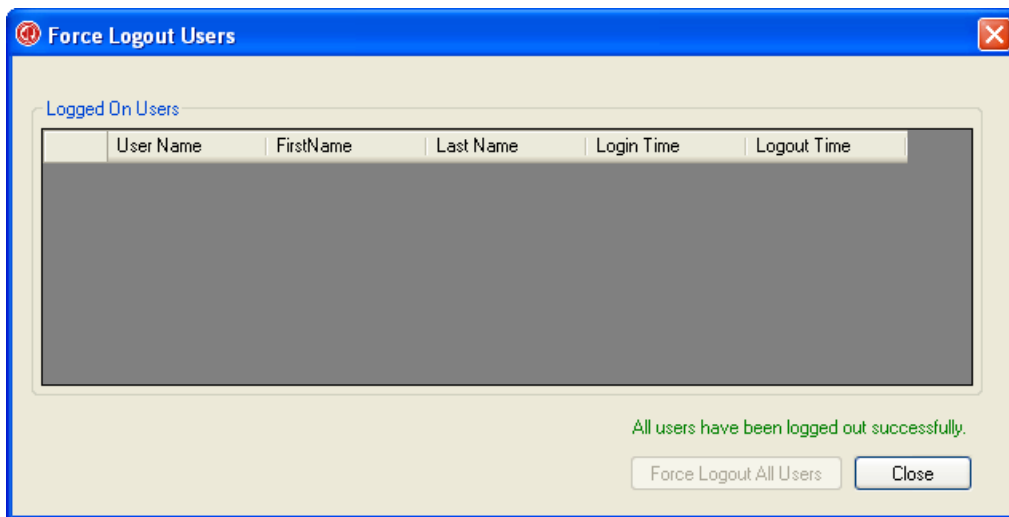 Force Logout Users
Logged On Users
User Name FirstName Last Name Login Time Logout Time
All users have been logged out successfully.
Force Logout All Users Close